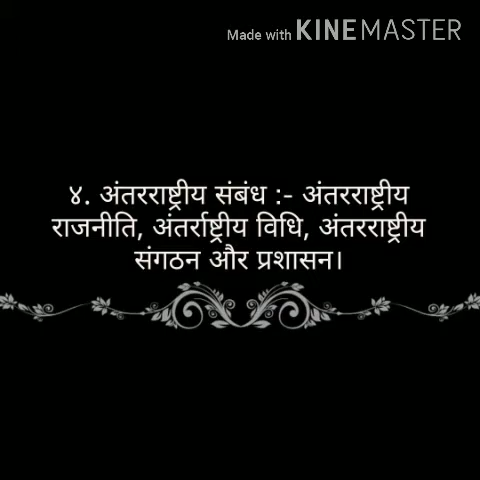 Made with KINEMASTER
४. अंतरराष्ट्रीय संबंध :- अंतरराष्ट्रीय
राजनीति, अंतर्राष्ट्रीय विधि, अंतरराष्ट्रीय
संगठन और प्रशासन।